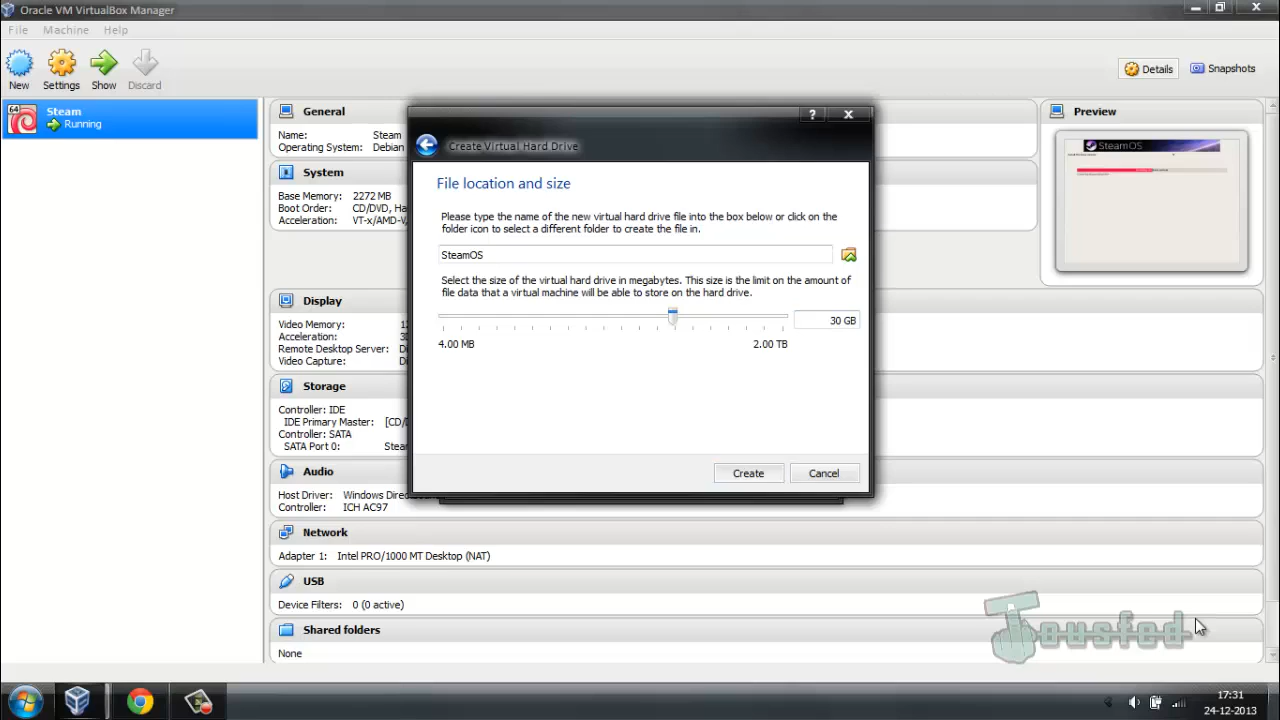 Oracle VM VirtualBox Manager
File Machine Help
New Settings Show Discard
Details Snapshots
64
Steam
Running
General
Name: Steam
Operating System: Debian
System
Base Memory: 2272 MB
Boot Order: CD/DVD, Ha
Acceleration: VT-x/AMD-V,
Display
Video Memory: 12
Acceleration: 3D
Remote Desktop Server: Di
Video Capture: Di
Storage
Controller: IDE
IDE Primary Master: [CD/D
Controller: SATA
SATA Port 0: Stea
Audio
Host Driver: Windows Direc
Controller: ICH AC97
Network
Adapter 1: Intel PRO/1000 MT Desktop (NAT)
USB
Device Filters: 0 (0 active)
Shared folders
None
Preview
SteamOS
?
Create Virtual Hard Drive
File location and size
Please type the name of the new virtual hard drive file into the box below or click on the
folder icon to select a different folder to create the file in.
SteamOS
Select the size of the virtual hard drive in megabytes. This size is the limit on the amount of
file data that a virtual machine will be able to store on the hard drive.
30 GB
4.00 MB 2.00 TB
Create Cancel
Tousfed
17:31
24-12-2013